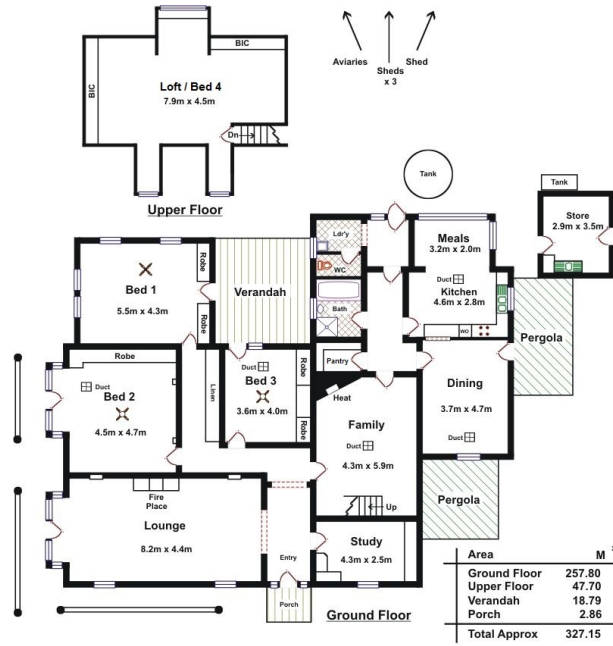 BIC
BIC
Loft / Bed 4
7.9m x 4.5m
Dn
Upper Floor
Aviaries
Sheds
x 3
Shed
Tank
Tank
Store
2.9m x 3.5m
Meals
3.2m x 2.0m
Duct
Kitchen
4.6m x 2.8m
WO
Ldr'y
WC
Bath
Pantry
Robe
Bed 1
5.5m x 4.3m
Robe
Verandah
Pergola
Robe
Duct
Bed 2
4.5m x 4.7m
Linen
Duct
Bed 3
3.6m x 4.0m
Robe
Robe
Heat
Family
Duct
4.3m x 5.9m
Up
Dining
3.7m x 4.7m
Duct
Pergola
Fire
Place
Lounge
8.2m x 4.4m
Entry
Study
4.3m x 2.5m
Porch
Ground Floor
Area M²
Ground Floor 257.80
Upper Floor 47.70
Verandah 18.79
Porch 2.86
Total Approx 327.15